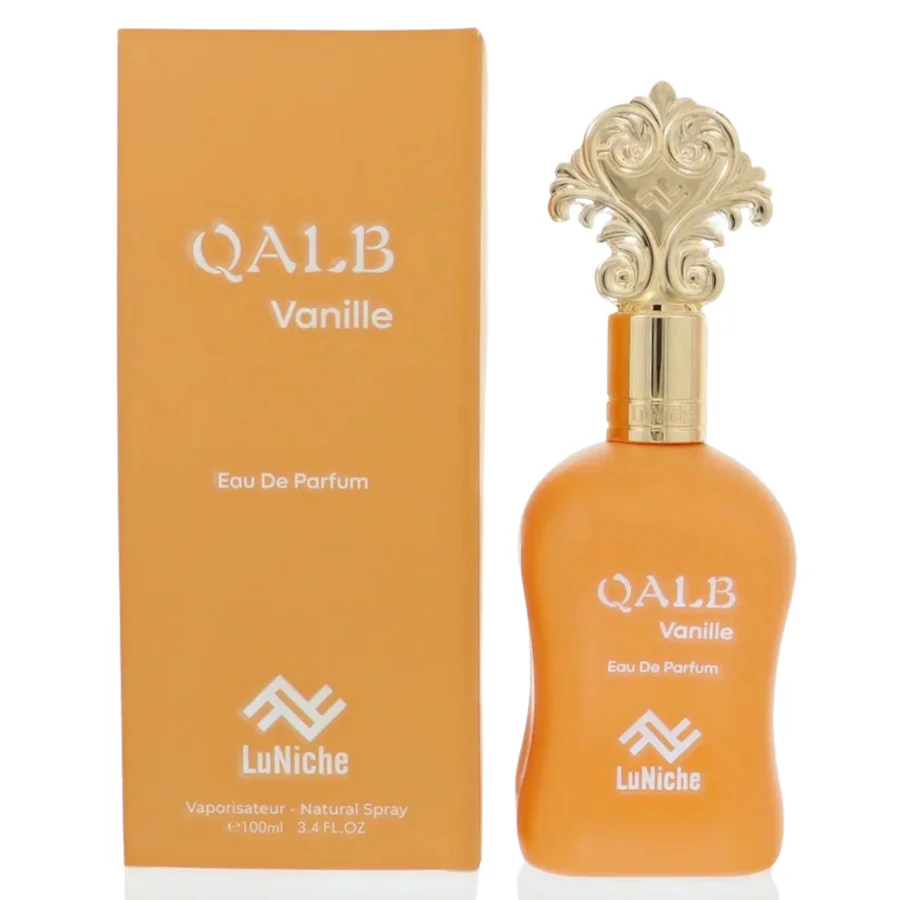 QALB
Vanille
Eau De Parfum
LuNiche
Vaporisateur - Natural Spray
℮100ml 3.4 FL.OZ
QALB
Vanille
Eau De Parfum
LuNiche